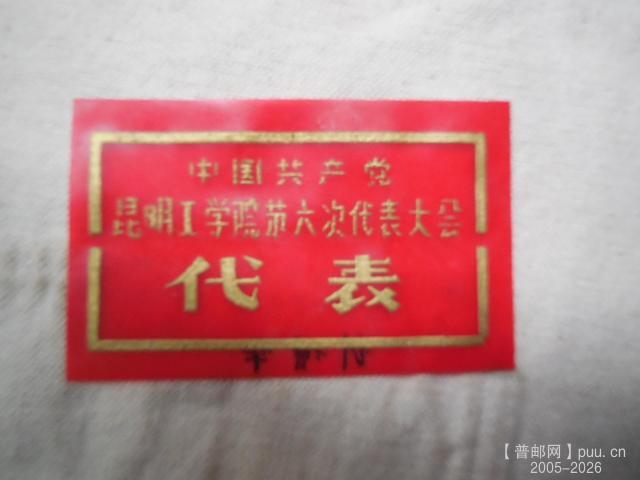 中国共产党
昆明工学院第六次代表大会
代表
【普邮网】puu.cn
2005-2026